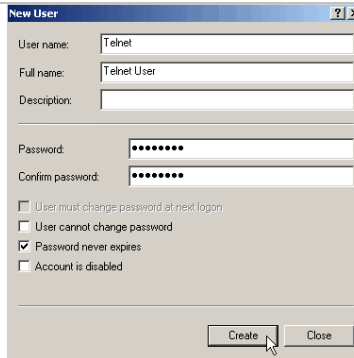 New User
User name: Telnet
Full name: Telnet User
Description:
Password: ••••••••
Confirm password: ••••••••
User must change password at next logon
User cannot change password
Password never expires
Account is disabled
Create Close